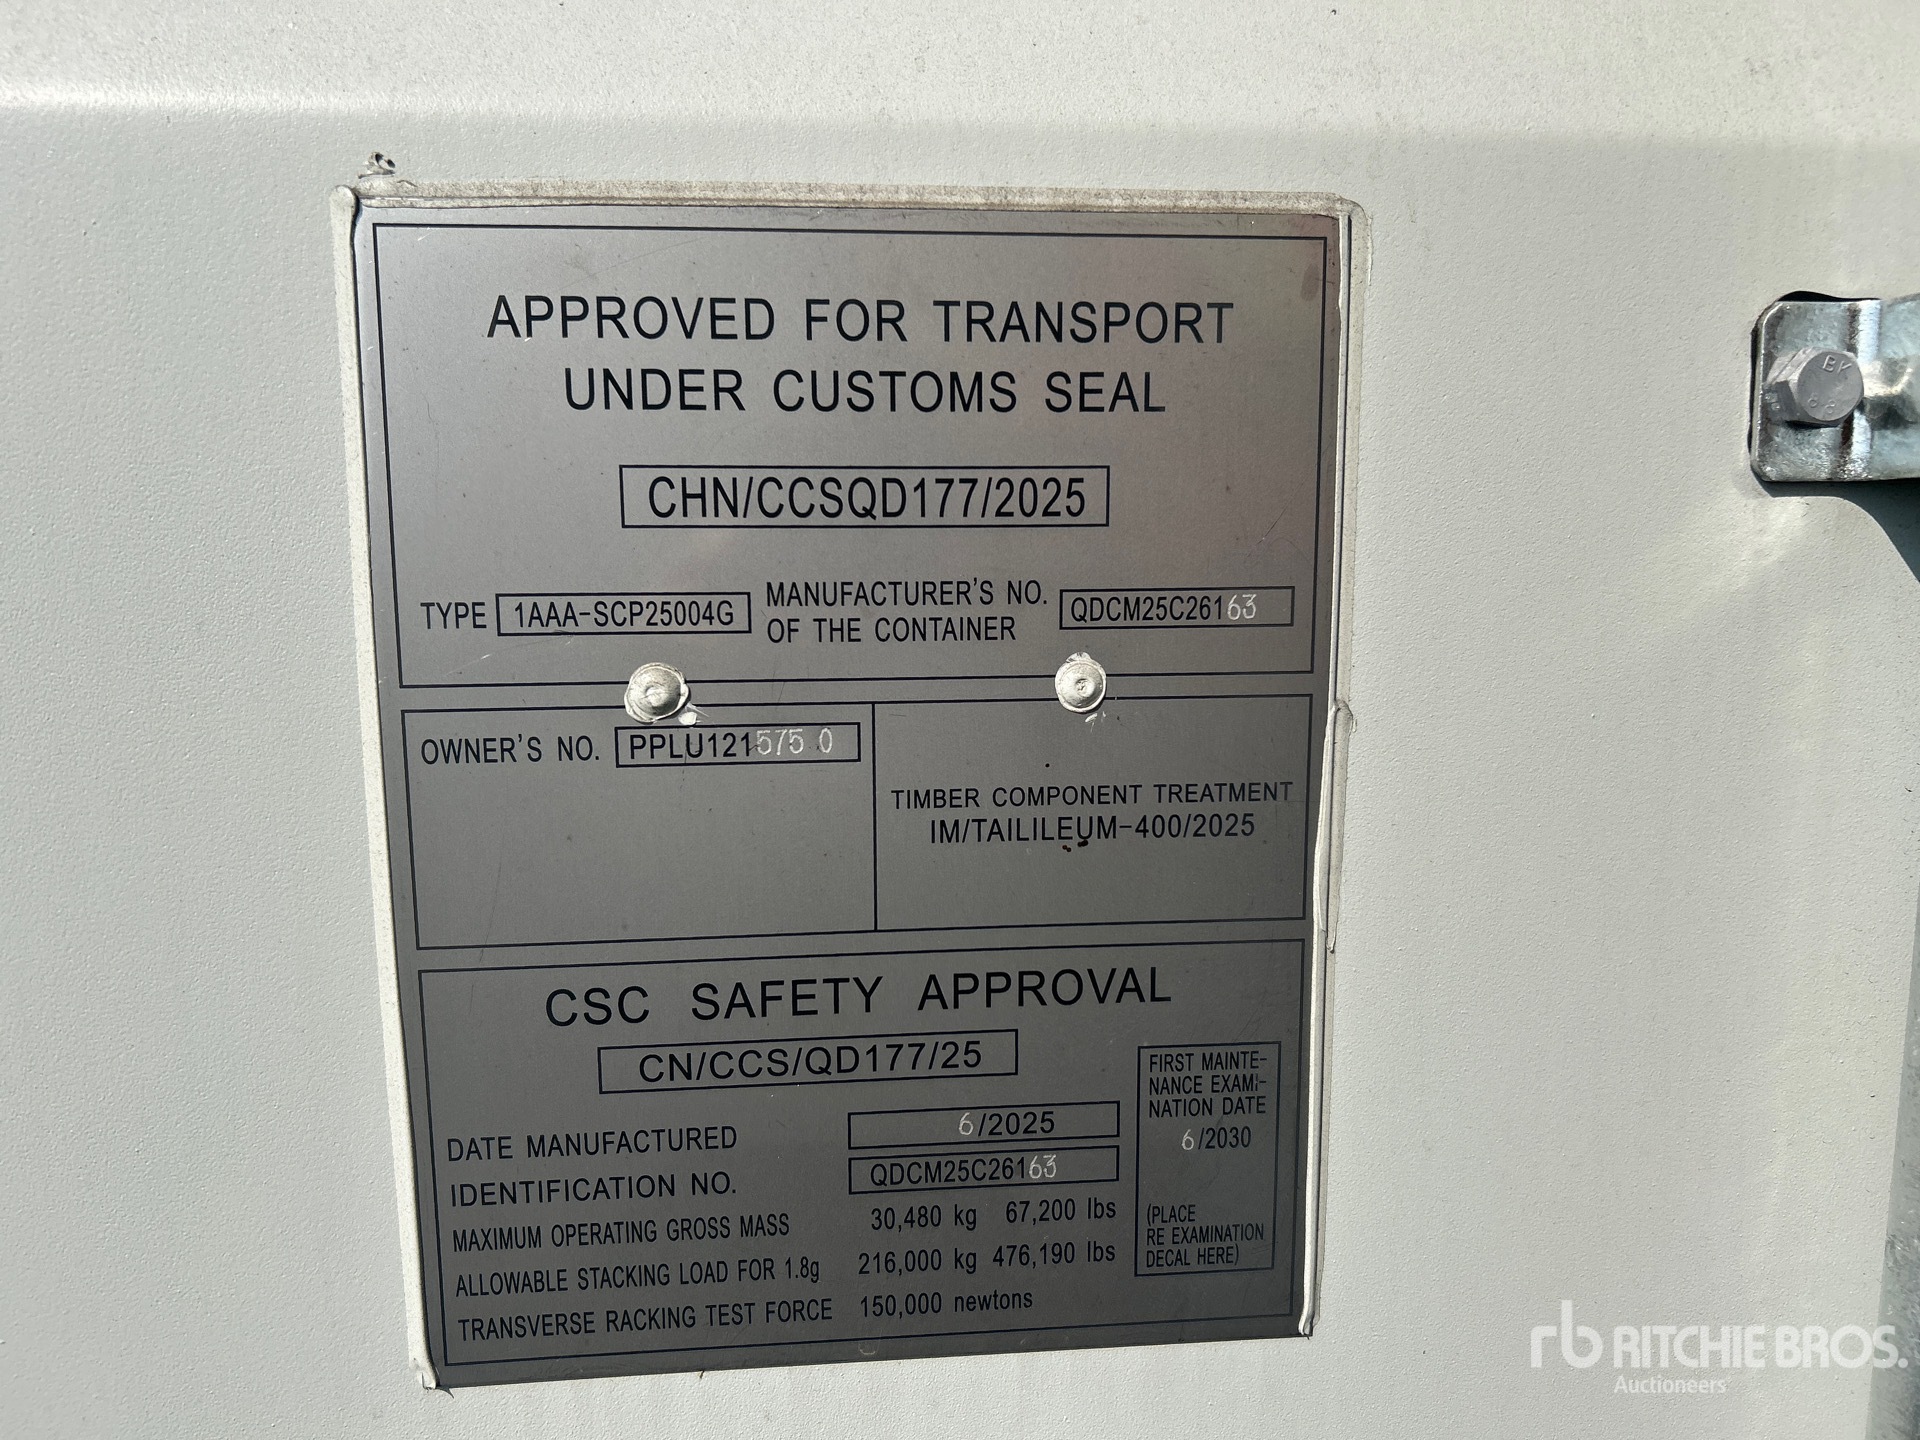 APPROVED FOR TRANSPORT
UNDER CUSTOMS SEAL
CHN/CCSQD177/2025
TYPE 1AAA-SCP25004G
MANUFACTURER'S NO.
OF THE CONTAINER
QDCM25C26163
OWNER'S NO. PPLU121575 0
TIMBER COMPONENT TREATMENT
IM/TAILILEUM-400/2025
CSC SAFETY APPROVAL
CN/CCS/QD177/25
DATE MANUFACTURED 6/2025
IDENTIFICATION NO. QDCM25C26163
MAXIMUM OPERATING GROSS MASS 30,480 kg 67,200 lbs
ALLOWABLE STACKING LOAD FOR 1.8g 216,000 kg 476,190 lbs
TRANSVERSE RACKING TEST FORCE 150,000 newtons
FIRST MAINTE-
NANCE EXAMI-
NATION DATE
6/2030
(PLACE
RE EXAMINATION
DECAL HERE)
rb RITCHIE BROS.
Auctioneers